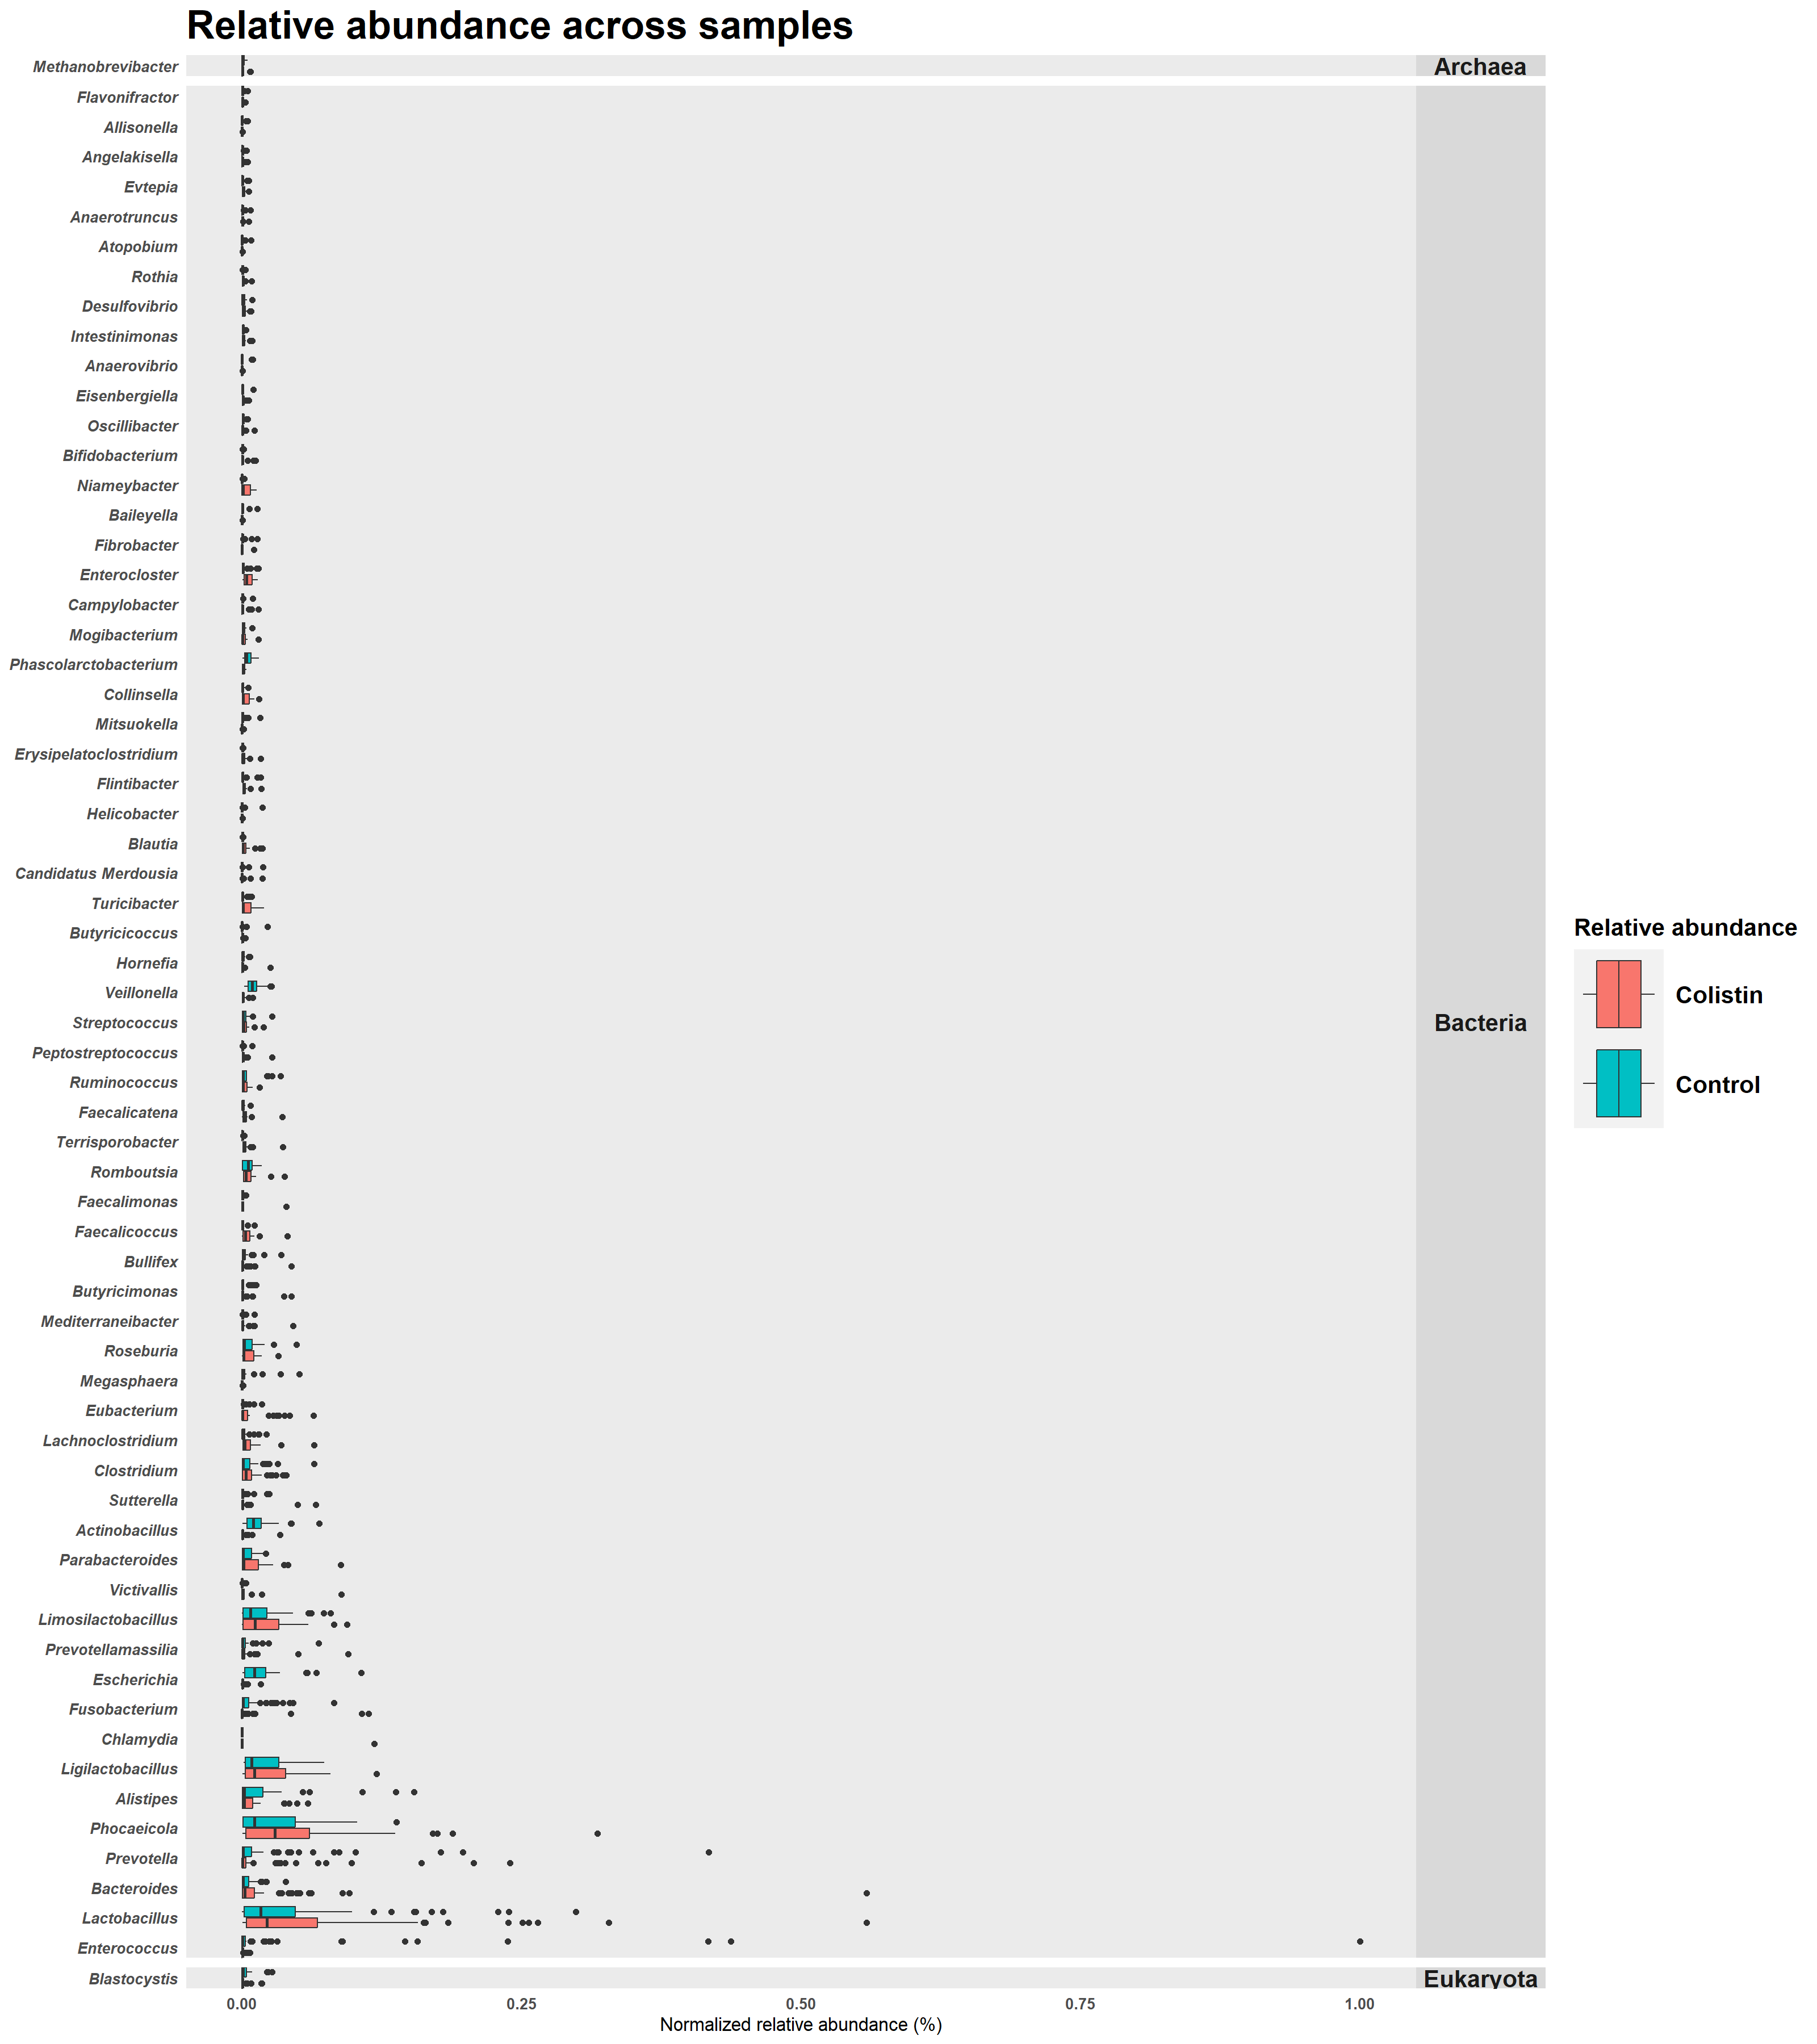 Relative abundance across samples
Methanobrevibacter
Archaea
Flavonifractor
Allisonella
Angelakisella
Evtepia
Anaerotruncus
Atopobium
Rothia
Desulfovibrio
Intestinimonas
Anaerovibrio
Eisenbergiella
Oscillibacter
Bifidobacterium
Niameybacter
Baileyella
Fibrobacter
Enterocloster
Campylobacter
Mogibacterium
Phascolarctobacterium
Collinsella
Mitsuokella
Erysipelatoclostridium
Flintibacter
Helicobacter
Blautia
Candidatus Merdousia
Turicibacter
Butyricicoccus
Hornefia
Veillonella
Streptococcus
Peptostreptococcus
Ruminococcus
Faecalicatena
Terrisporobacter
Romboutsia
Faecalimonas
Faecalicoccus
Bullifex
Butyricimonas
Mediterraneibacter
Roseburia
Megasphaera
Eubacterium
Lachnoclostridium
Clostridium
Sutterella
Actinobacillus
Parabacteroides
Victivallis
Limosilactobacillus
Prevotellamassilia
Escherichia
Fusobacterium
Chlamydia
Ligilactobacillus
Alistipes
Phocaeicola
Prevotella
Bacteroides
Lactobacillus
Enterococcus
Bacteria
Blastocystis
Eukaryota
0.00 0.25 0.50 0.75 1.00
Normalized relative abundance (%)
Relative abundance
Colistin
Control